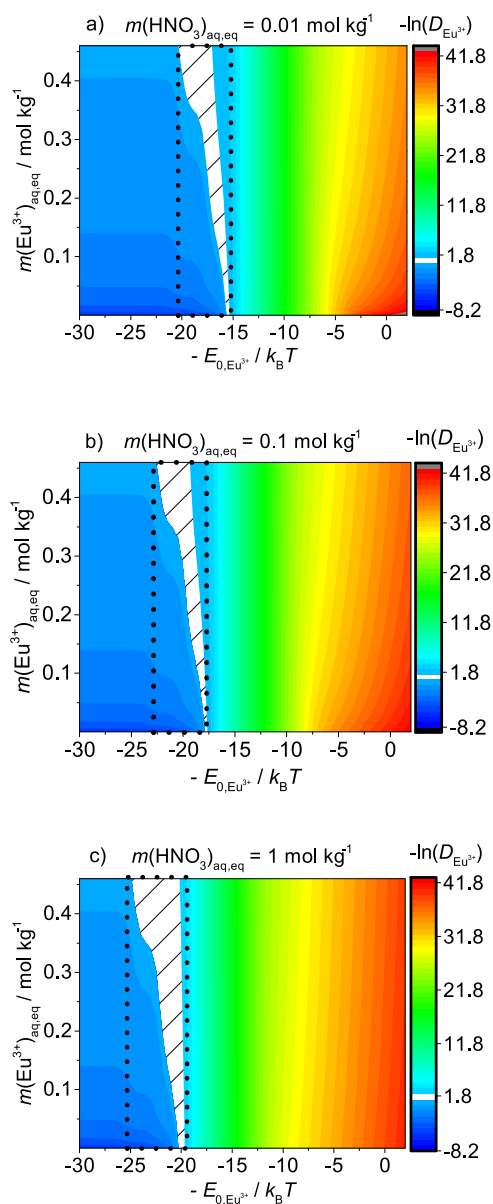 a) m(HNO₃)aq,eq = 0.01 mol kg⁻¹ -ln(D_Eu³⁺)
m(Eu³⁺)aq,eq / mol kg⁻¹
0.4
0.3
0.2
0.1
-30 -25 -20 -15 -10 -5 0
- E₀,Eu³⁺ / k_BT
41.8
31.8
21.8
11.8
1.8
-8.2
b) m(HNO₃)aq,eq = 0.1 mol kg⁻¹ -ln(D_Eu³⁺)
m(Eu³⁺)aq,eq / mol kg⁻¹
0.4
0.3
0.2
0.1
-30 -25 -20 -15 -10 -5 0
- E₀,Eu³⁺ / k_BT
41.8
31.8
21.8
11.8
1.8
-8.2
c) m(HNO₃)aq,eq = 1 mol kg⁻¹ -ln(D_Eu³⁺)
m(Eu³⁺)aq,eq / mol kg⁻¹
0.4
0.3
0.2
0.1
-30 -25 -20 -15 -10 -5 0
- E₀,Eu³⁺ / k_BT
41.8
31.8
21.8
11.8
1.8
-8.2